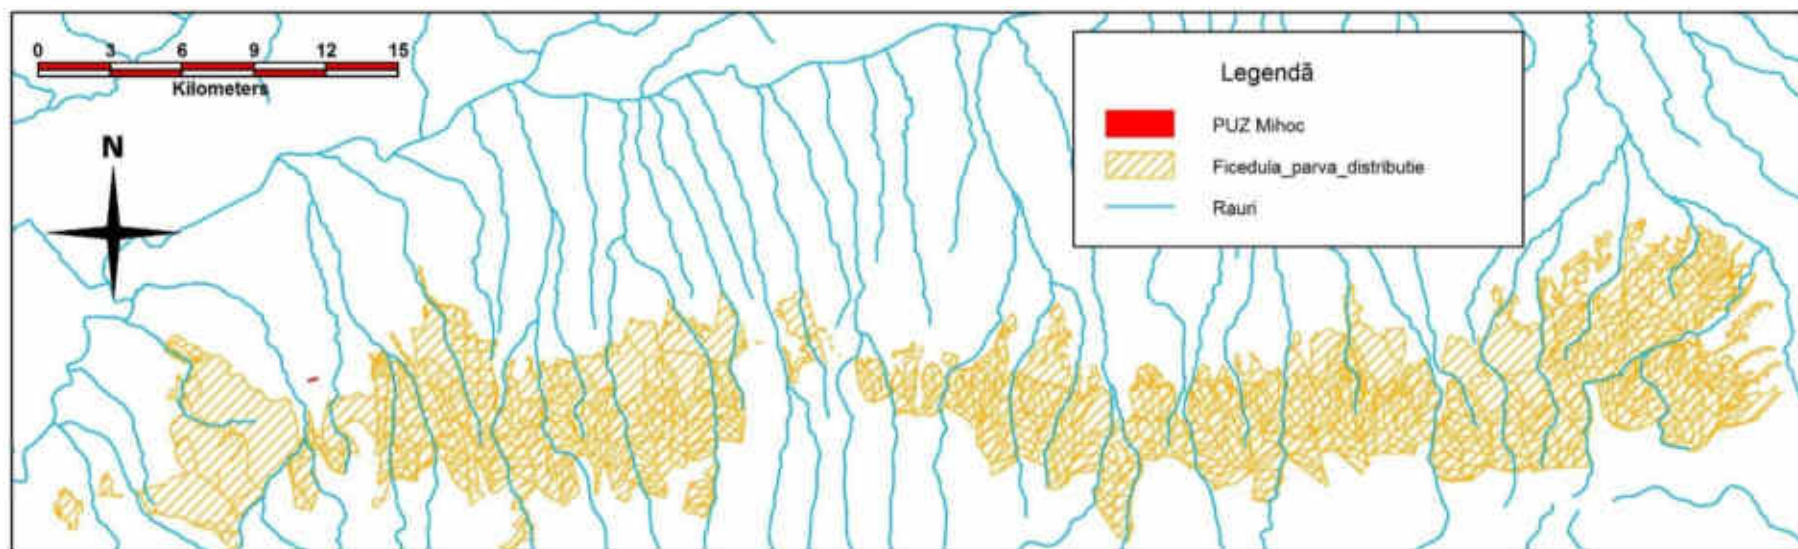 0 3 6 9 12 15
Kilometers
N
Legendă
PUZ Mihoc
Ficedula_parva_distributie
Rauri